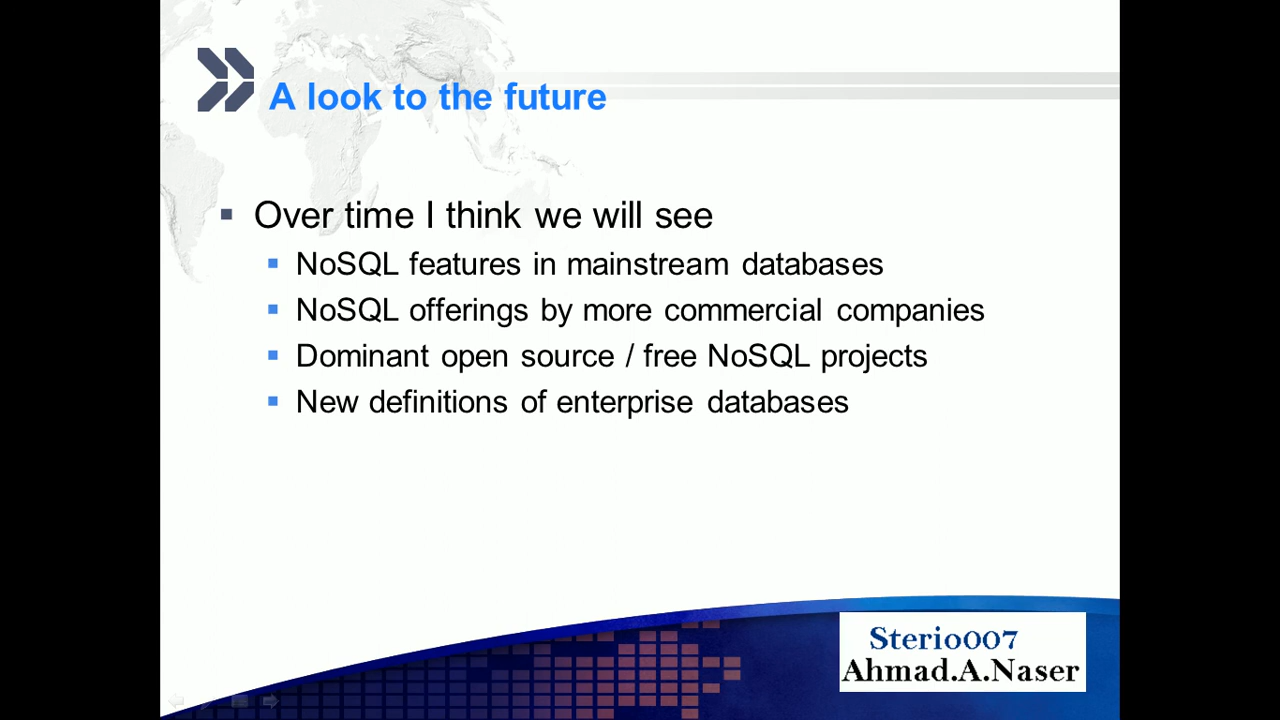 A look to the future
Over time I think we will see
NoSQL features in mainstream databases
NoSQL offerings by more commercial companies
Dominant open source / free NoSQL projects
New definitions of enterprise databases
Sterio007
Ahmad.A.Naser